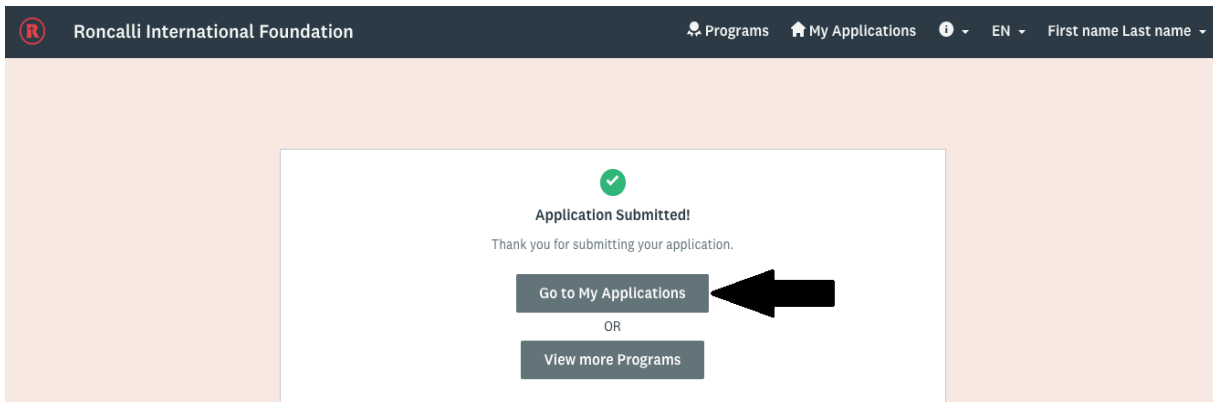 R Roncalli International Foundation Programs My Applications i EN First name Last name
Application Submitted!
Thank you for submitting your application.
Go to My Applications
OR
View more Programs